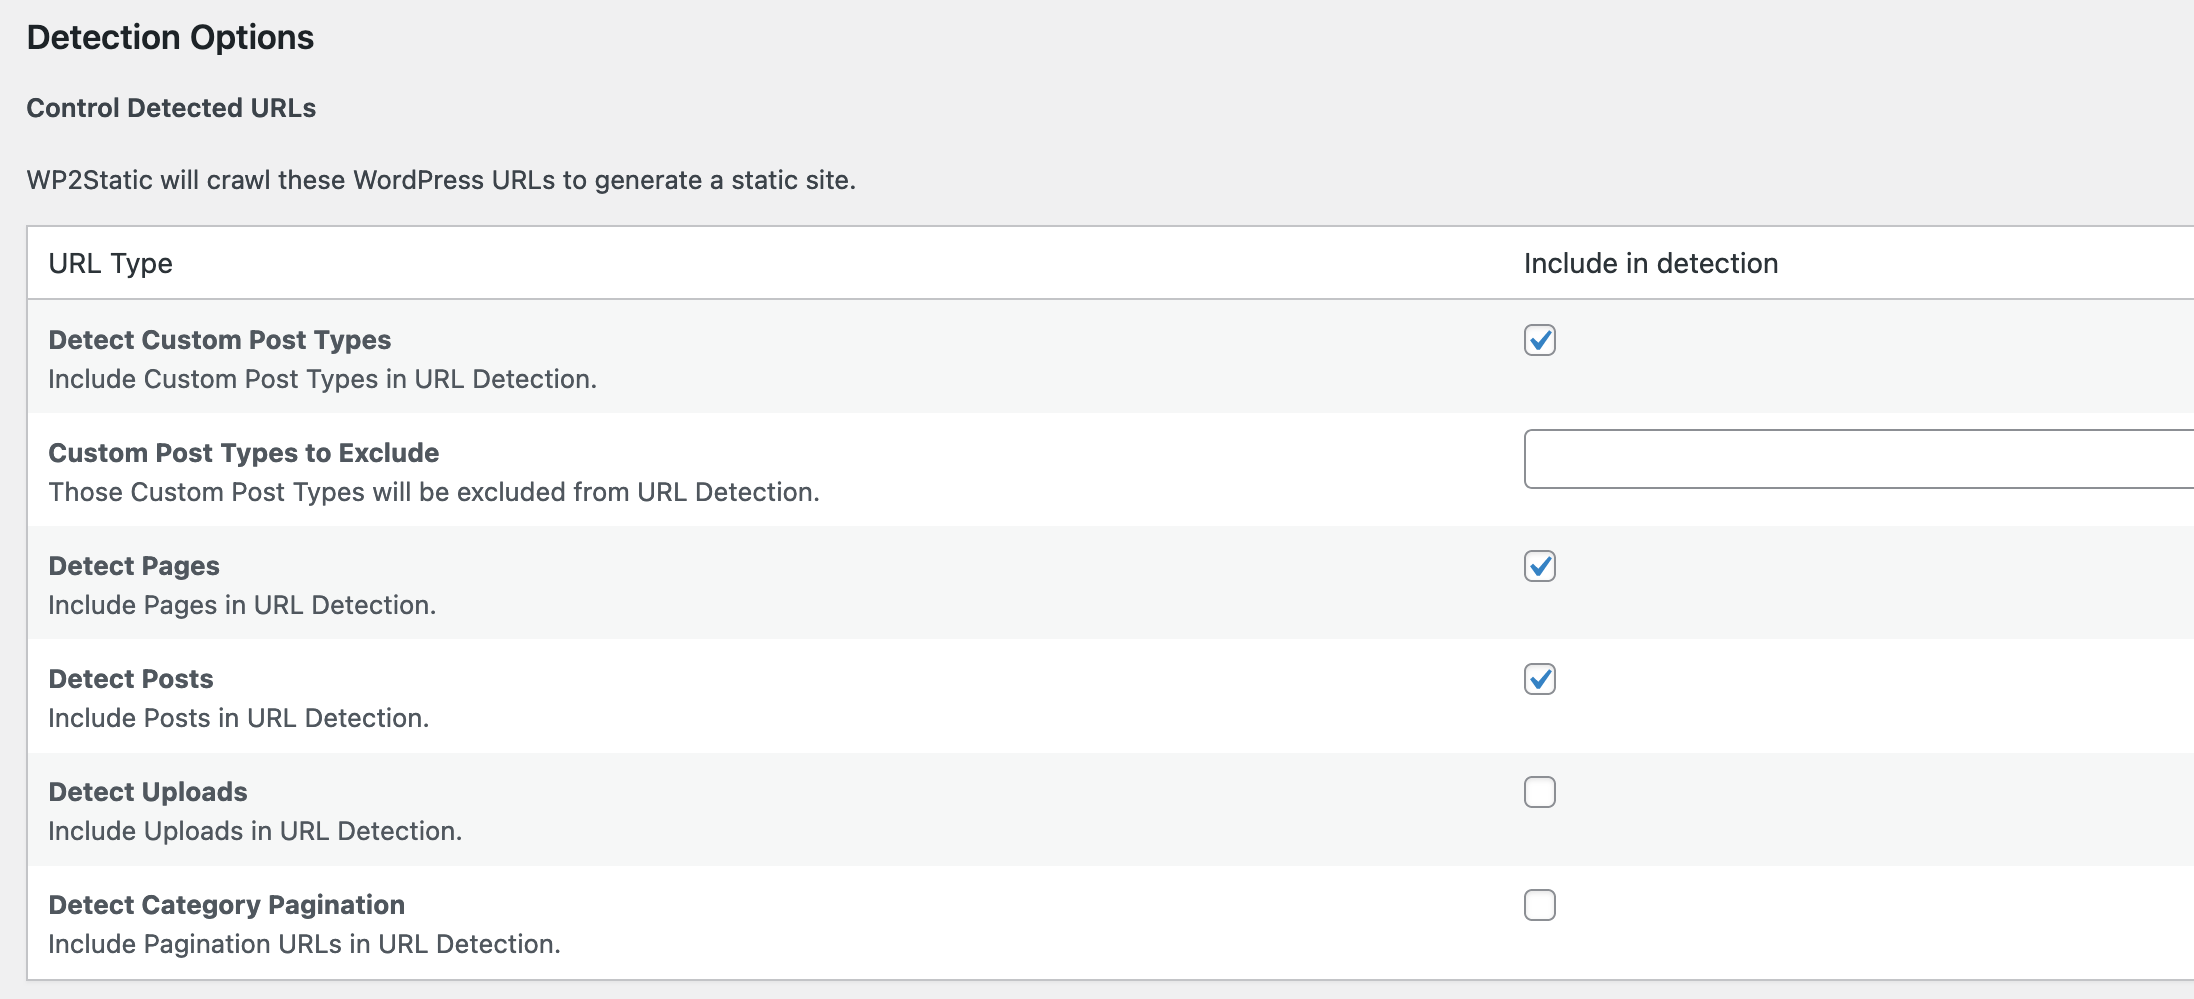 Detection Options
Control Detected URLs
WP2Static will crawl these WordPress URLs to generate a static site.
URL Type
Include in detection
Detect Custom Post Types
Include Custom Post Types in URL Detection.
Custom Post Types to Exclude
Those Custom Post Types will be excluded from URL Detection.
Detect Pages
Include Pages in URL Detection.
Detect Posts
Include Posts in URL Detection.
Detect Uploads
Include Uploads in URL Detection.
Detect Category Pagination
Include Pagination URLs in URL Detection.